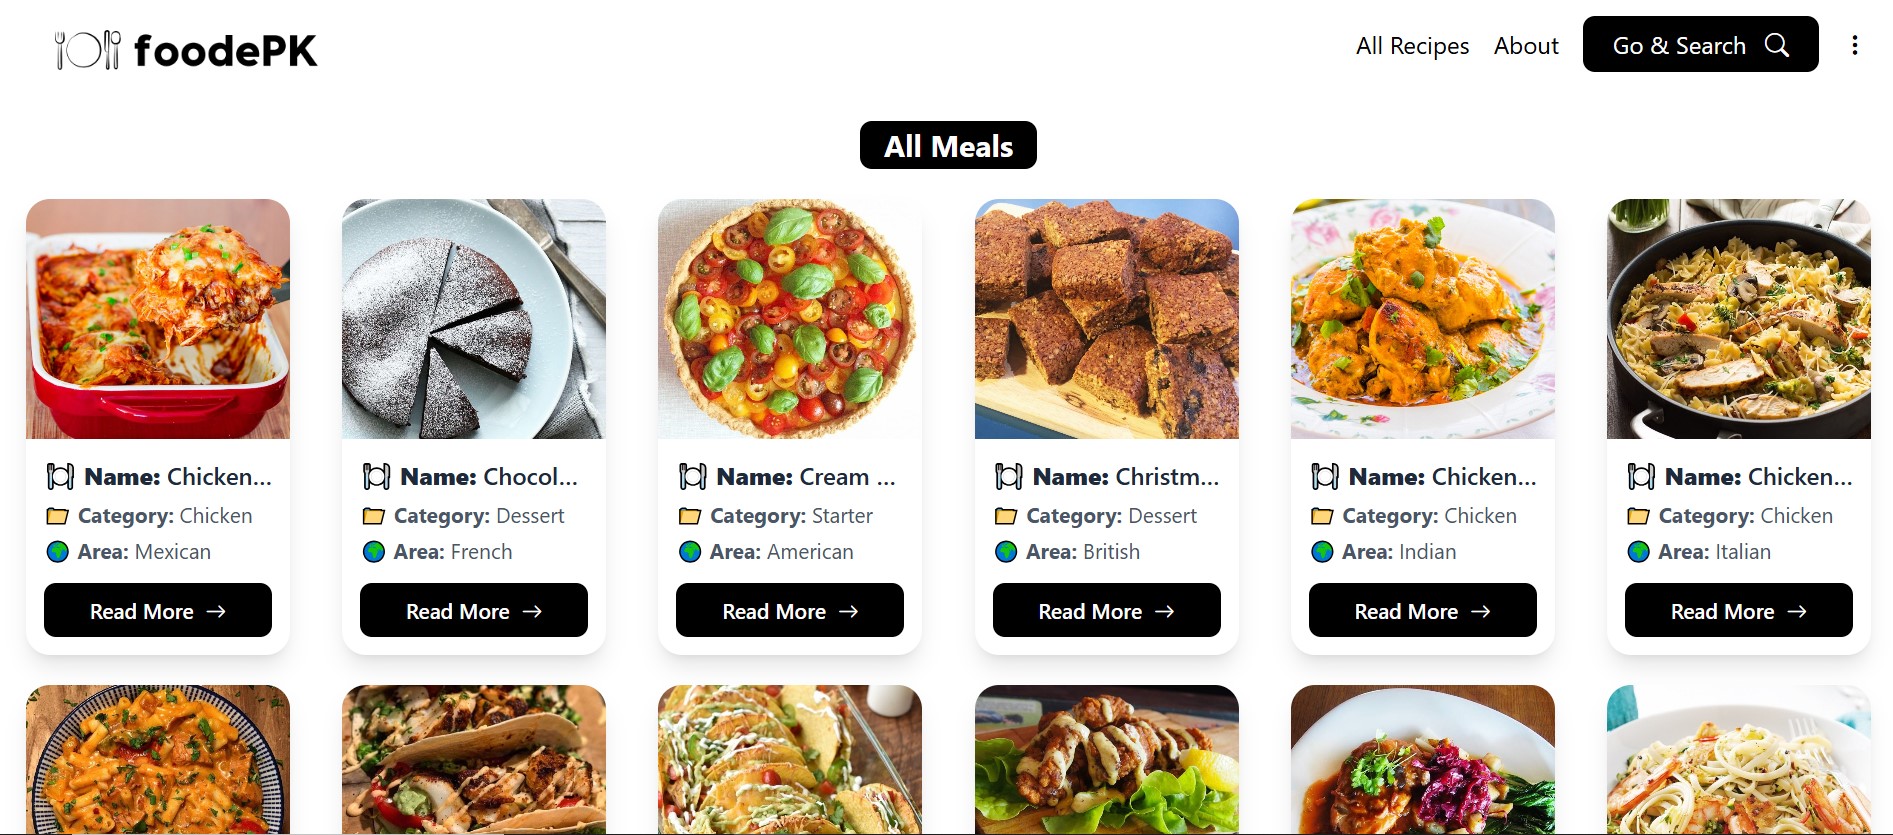 foodePK
All Recipes About Go & Search
All Meals
Name: Chicken...
Category: Chicken
Area: Mexican
Read More
Name: Chocol...
Category: Dessert
Area: French
Read More
Name: Cream ...
Category: Starter
Area: American
Read More
Name: Christm...
Category: Dessert
Area: British
Read More
Name: Chicken...
Category: Chicken
Area: Indian
Read More
Name: Chicken...
Category: Chicken
Area: Italian
Read More